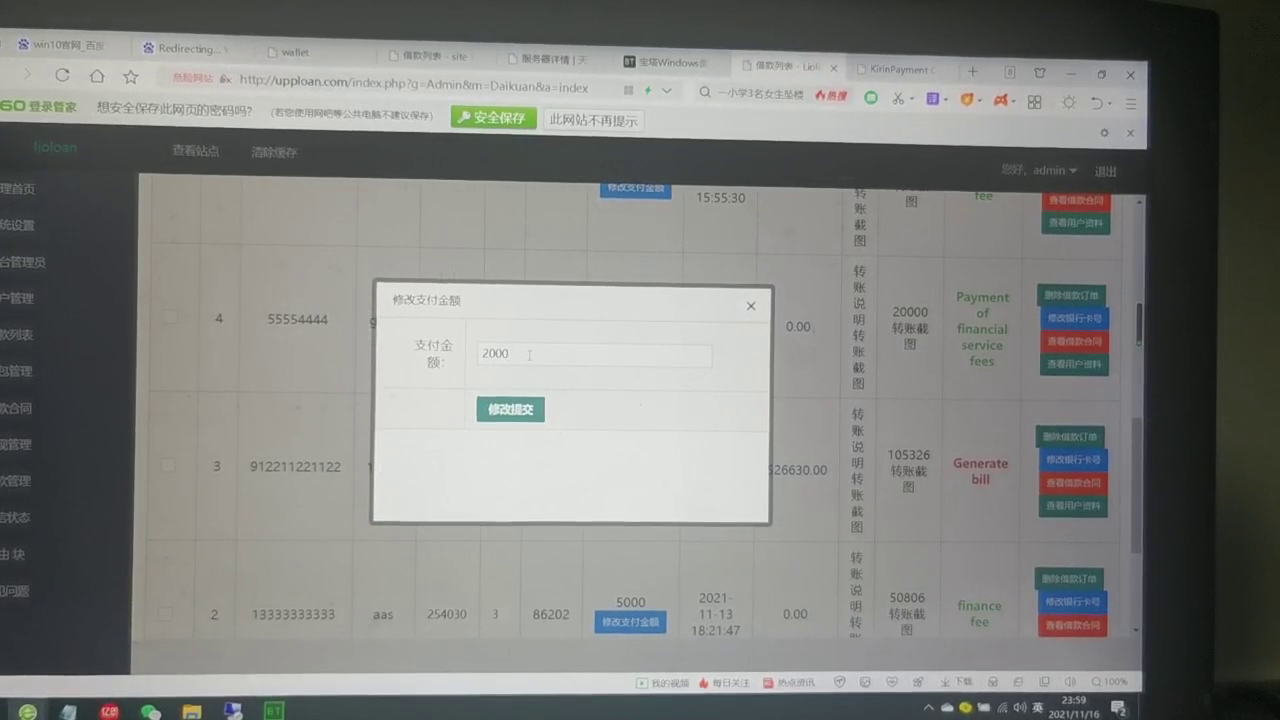 win10官网_百度
Redirecting...
wallet
借款列表 - site
服务器详情 | 天
BT 宝塔Windows面
借款列表 - Ljol
KirinPayment
危险网站
http://upploan.com/index.php?g=Admin&m=Daikuan&a=index
一小学3名女生坠楼
热搜
60 登录管家
想安全保存此网页的密码吗?
(若您使用网吧等公共电脑不建议保存)
安全保存
此网站不再提示
ljoloan
查看站点
清除缓存
您好, admin
退出
理首页
统设置
台管理员
户管理
款列表
包管理
款合同
现管理
款管理
信状态
由 块
见问题
修改支付金额
15:55:30
转账截图
图
fee
查看借款合同
查看用户资料
4
55554444
0.00
转账说明转账截图
20000
转账截
图
Payment
of
financial
service
fees
删除借款订单
修改银行卡号
查看借款合同
查看用户资料
修改支付金额
支付金
额:
2000
修改提交
3
912211221122
526630.00
转账说明转账截图
105326
转账截
图
Generate
bill
删除借款订单
修改银行卡号
查看借款合同
查看用户资料
2
13333333333
aas
254030
3
86202
5000
修改支付金额
2021-
11-13
18:21:47
0.00
转账说明转
50806
转账截
图
finance
fee
删除借款订单
修改银行卡号
查看借款合同
我的视频
每日关注
热点资讯
下载
100%
BT
英
23:59
2021/11/16
2